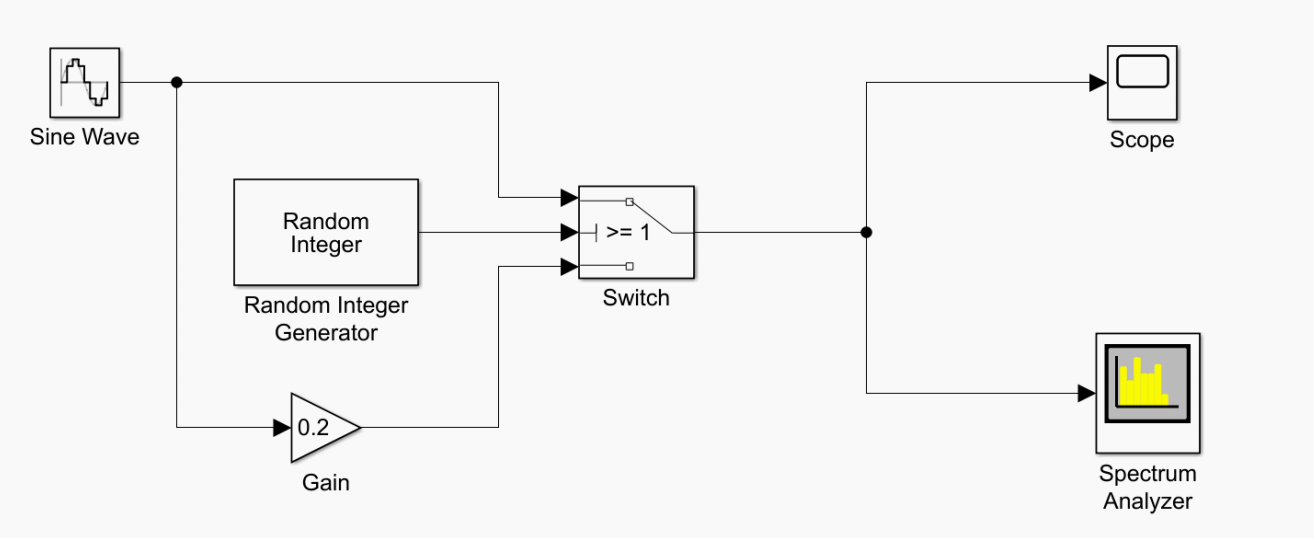 Sine Wave
Scope
Random
Integer
>= 1
Random Integer
Generator
Switch
0.2
Gain
Spectrum
Analyzer